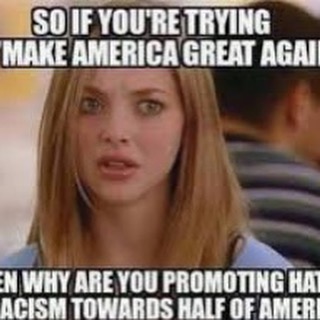 SO IF YOU'RE TRYING
MAKE AMERICA GREAT AGAI
EN WHY ARE YOU PROMOTING HAT
ACISM TOWARDS HALF OF AMERI